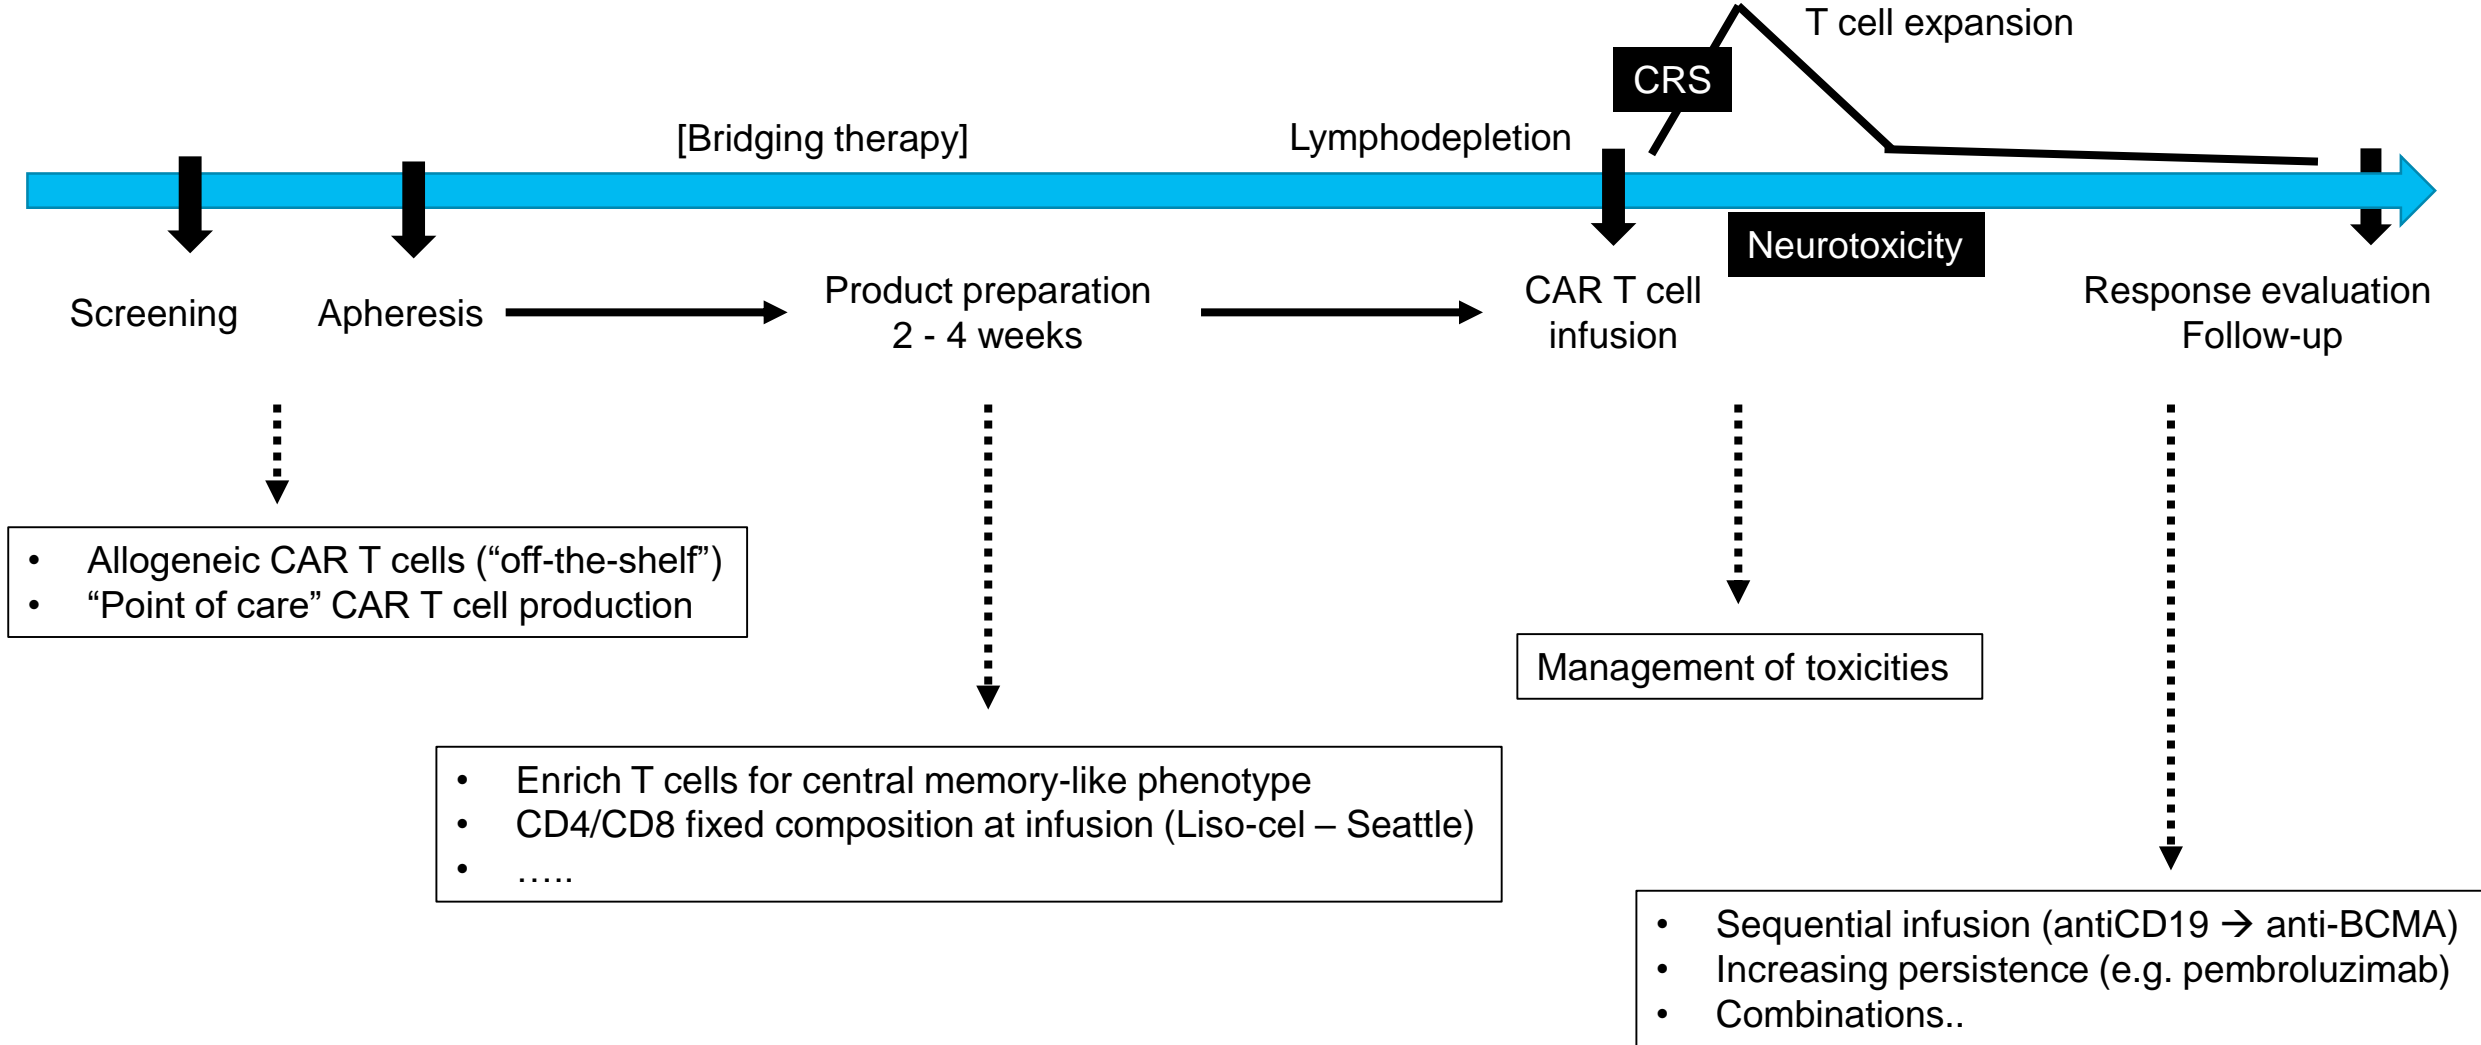 T cell expansion
CRS
[Bridging therapy]
Lymphodepletion
Neurotoxicity
Screening
Apheresis
Product preparation
2 - 4 weeks
CAR T cell
infusion
Response evaluation
Follow-up
• Allogeneic CAR T cells (“off-the-shelf”)
• “Point of care” CAR T cell production
Management of toxicities
• Enrich T cells for central memory-like phenotype
• CD4/CD8 fixed composition at infusion (Liso-cel – Seattle)
• …..
• Sequential infusion (antiCD19 → anti-BCMA)
• Increasing persistence (e.g. pembroluzimab)
• Combinations..